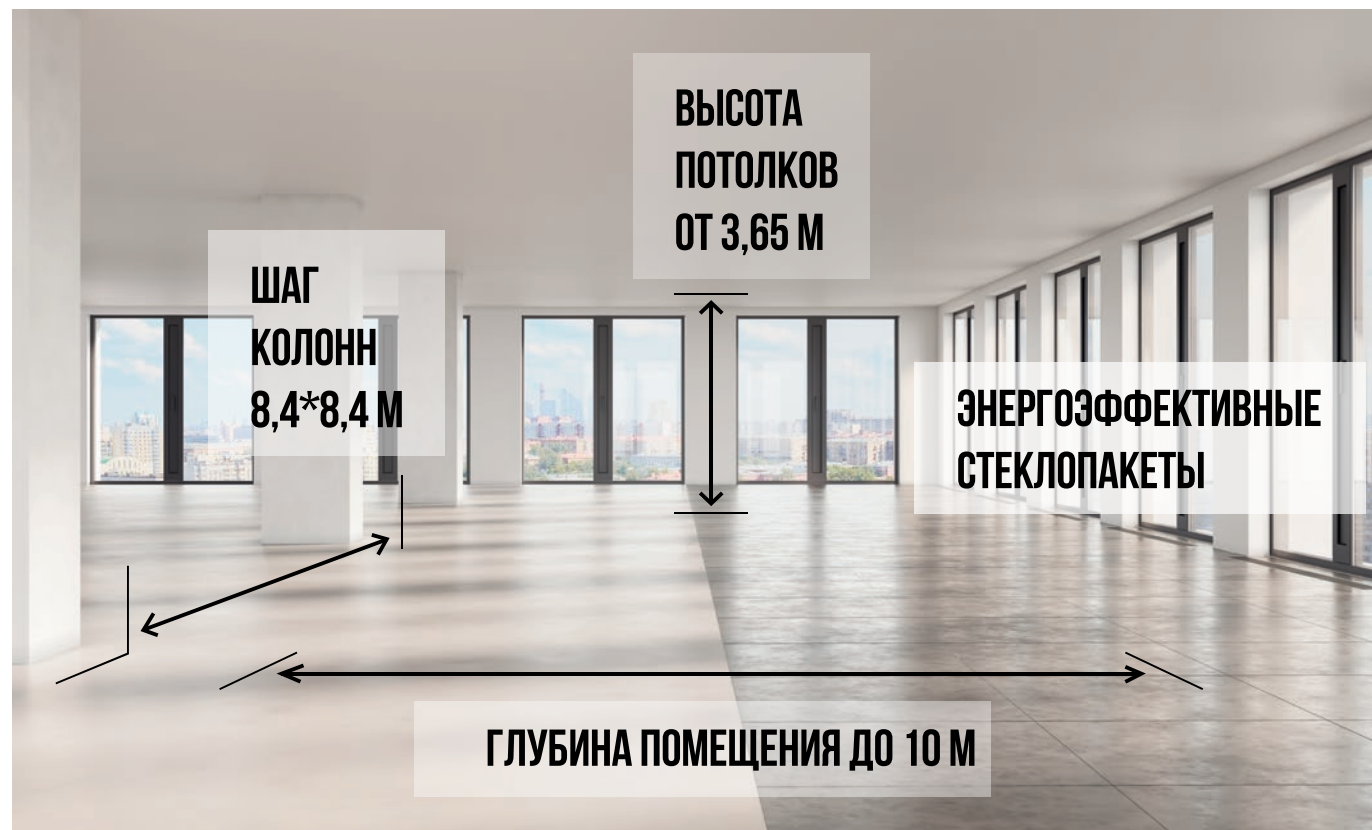 ВЫСОТА
ПОТОЛКОВ
ОТ 3,65 М
ШАГ
КОЛОНН
8,4*8,4 М
ЭНЕРГОЭФФЕКТИВНЫЕ
СТЕКЛОПАКЕТЫ
ГЛУБИНА ПОМЕЩЕНИЯ ДО 10 М